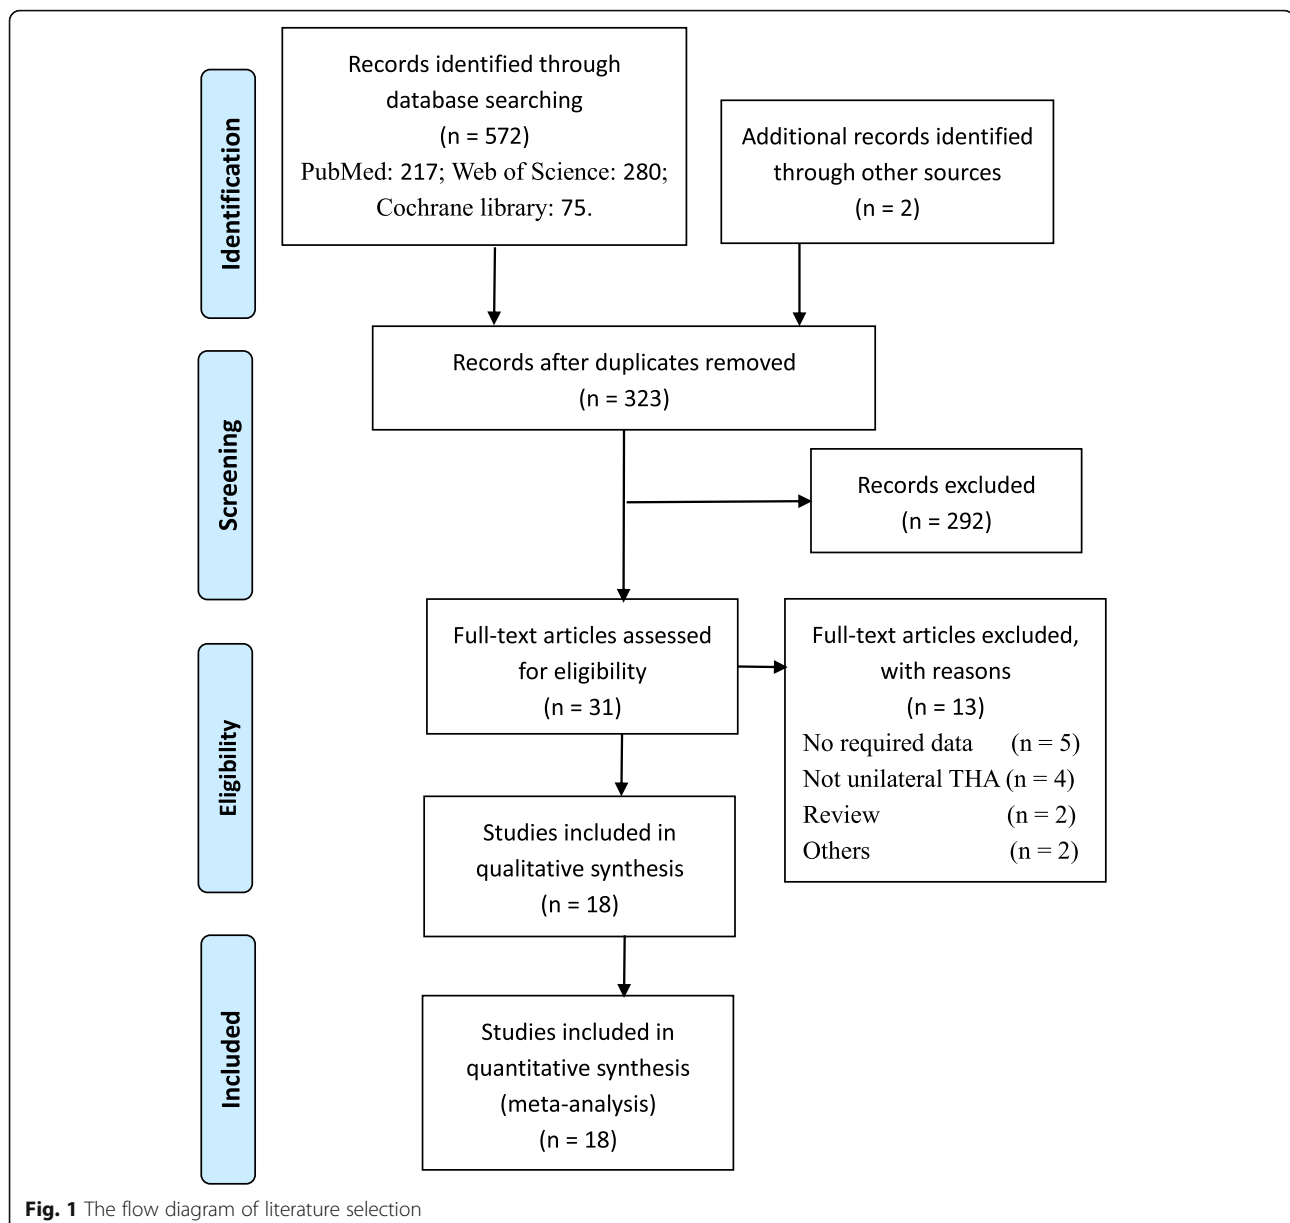 Identification
Records identified through
database searching
(n = 572)
PubMed: 217; Web of Science: 280;
Cochrane library: 75.
Additional records identified
through other sources
(n = 2)
Screening
Records after duplicates removed
(n = 323)
Records excluded
(n = 292)
Eligibility
Full-text articles assessed
for eligibility
(n = 31)
Full-text articles excluded,
with reasons
(n = 13)
No required data (n = 5)
Not unilateral THA (n = 4)
Review (n = 2)
Others (n = 2)
Studies included in
qualitative synthesis
(n = 18)
Included
Studies included in
quantitative synthesis
(meta-analysis)
(n = 18)
Fig. 1 The flow diagram of literature selection